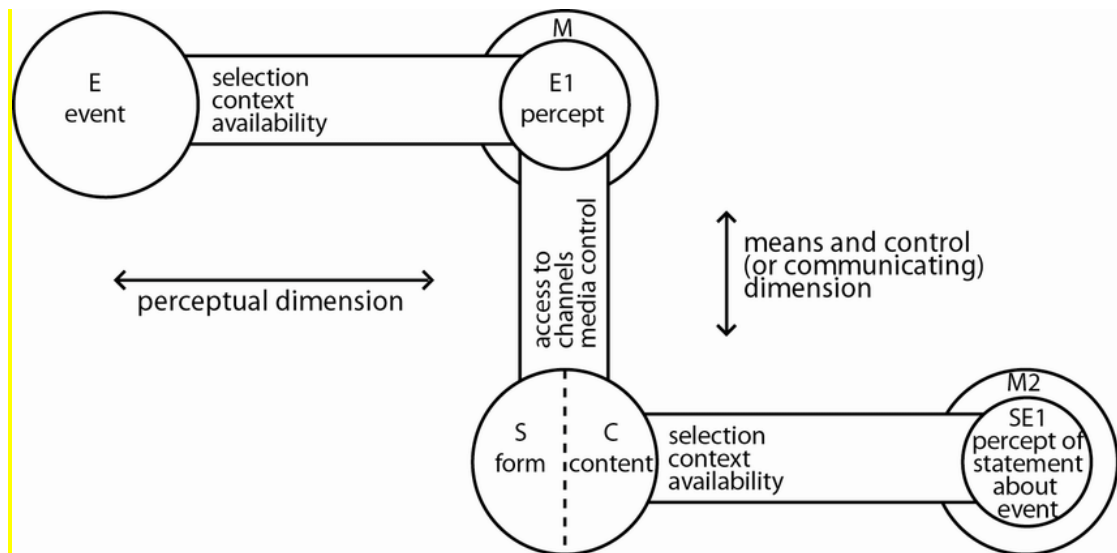 E
event
selection
context
availability
M
E1
percept
access to
channels
media control
perceptual dimension
means and control
(or communicating)
dimension
S
form
C
content
selection
context
availability
M2
SE1
percept of
statement
about
event